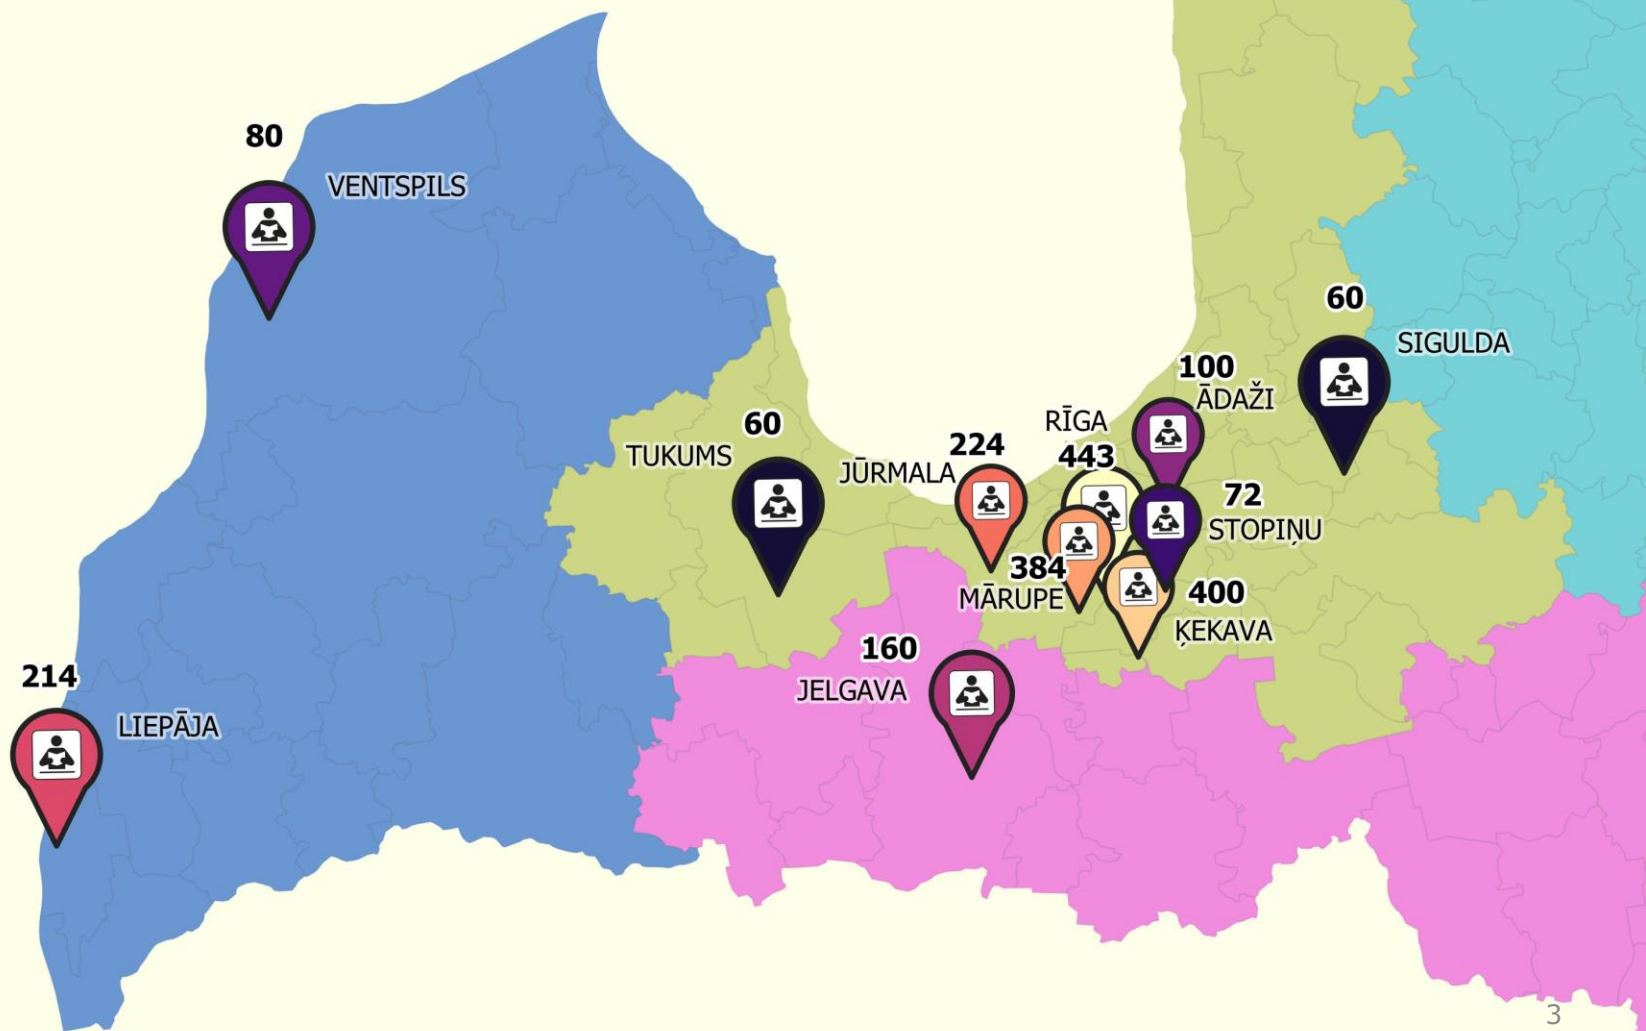 80
VENTSPILS
60
SIGULDA
100
ĀDAŽI
RĪGA
443
60
TUKUMS
224
JŪRMALA
72
STOPIŅU
384
MĀRUPE
400
ĶEKAVA
160
JELGAVA
214
LIEPĀJA
3